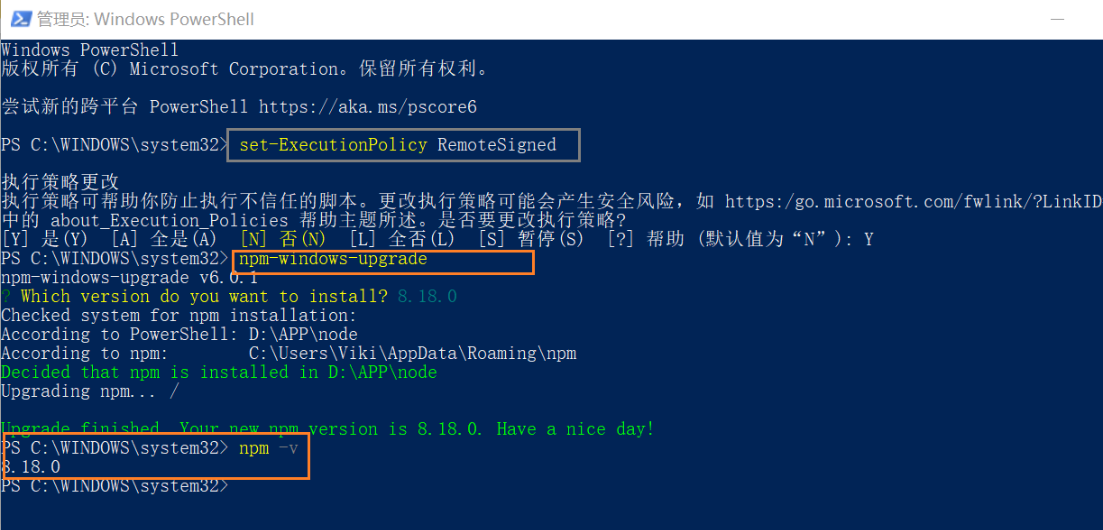 管理员: Windows PowerShell
Windows PowerShell
版权所有 (C) Microsoft Corporation。保留所有权利。
尝试新的跨平台 PowerShell https://aka.ms/pscore6
PS C:\WINDOWS\system32> set-ExecutionPolicy RemoteSigned
执行策略更改
执行策略可帮助你防止执行不信任的脚本。更改执行策略可能会产生安全风险，如 https:/go.microsoft.com/fwlink/?LinkID
中的 about_Execution_Policies 帮助主题所述。是否要更改执行策略?
[Y] 是(Y)  [A] 全是(A)  [N] 否(N)  [L] 全否(L)  [S] 暂停(S)  [?] 帮助 (默认值为“N”): Y
PS C:\WINDOWS\system32> npm-windows-upgrade
npm-windows-upgrade v6.0.1
? Which version do you want to install? 8.18.0
Checked system for npm installation:
According to PowerShell: D:\APP\node
According to npm:        C:\Users\Viki\AppData\Roaming\npm
Decided that npm is installed in D:\APP\node
Upgrading npm... /
Upgrade finished. Your new npm version is 8.18.0. Have a nice day!
PS C:\WINDOWS\system32> npm -v
8.18.0
PS C:\WINDOWS\system32>